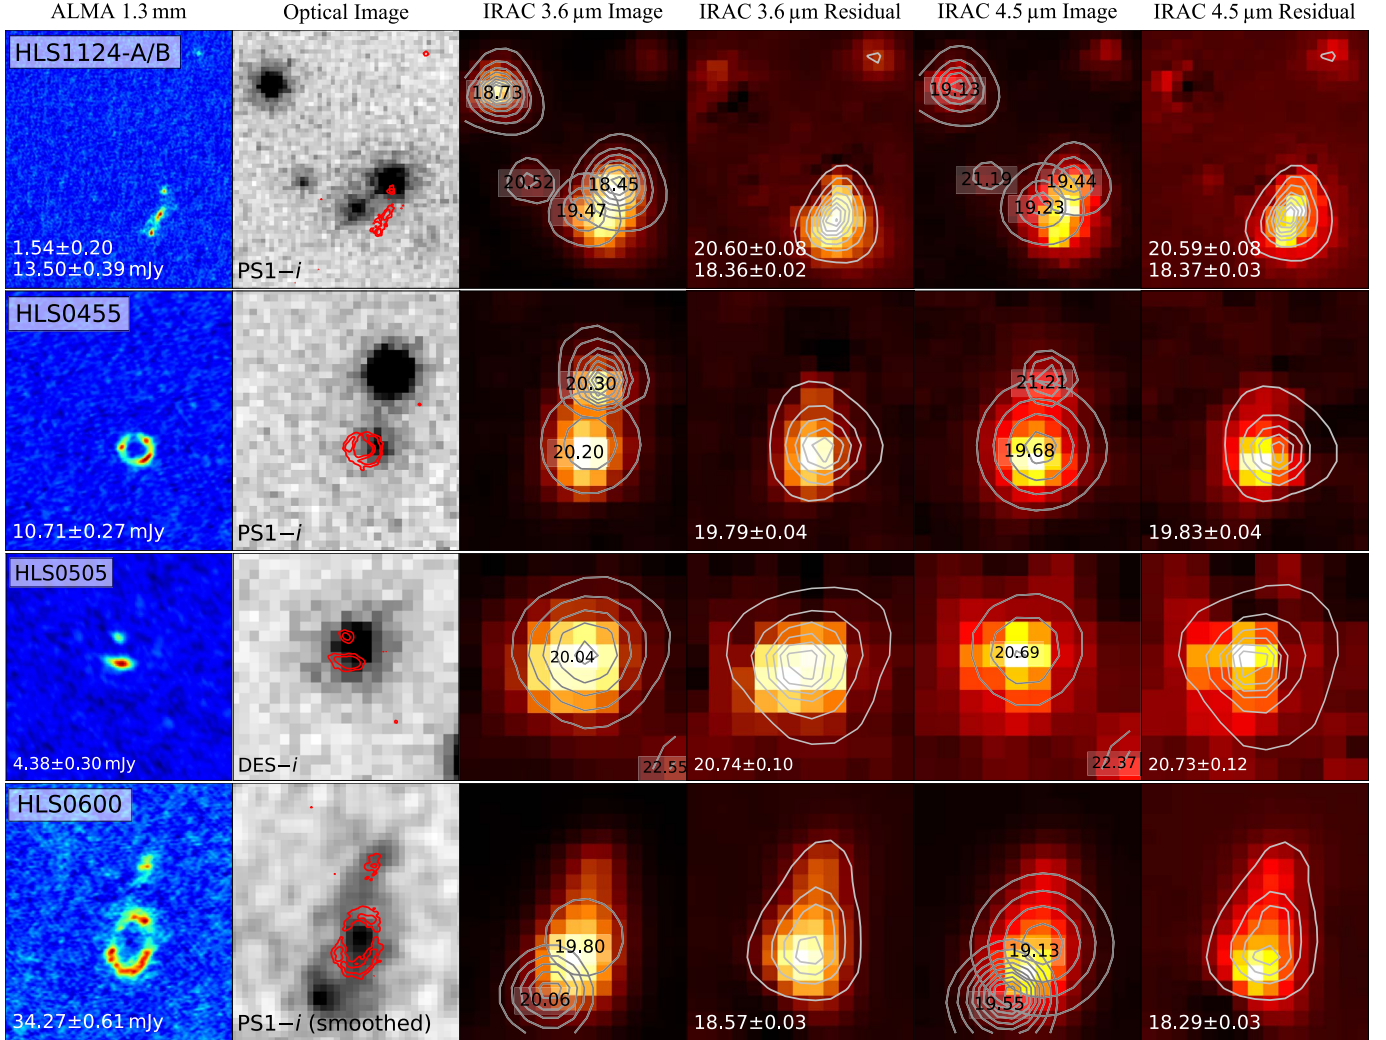 ALMA 1.3 mm
Optical Image
IRAC 3.6 μm Image
IRAC 3.6 μm Residual
IRAC 4.5 μm Image
IRAC 4.5 μm Residual
HLS1124-A/B
1.54±0.20
13.50±0.39 mJy
PS1−i
18.73
20.52
18.45
19.47
20.60±0.08
18.36±0.02
19.13
21.19
19.44
19.23
20.59±0.08
18.37±0.03
HLS0455
10.71±0.27 mJy
PS1−i
20.30
20.20
19.79±0.04
21.21
19.68
19.83±0.04
HLS0505
4.38±0.30 mJy
DES−i
20.04
22.55
20.74±0.10
20.69
22.37
20.73±0.12
HLS0600
34.27±0.61 mJy
PS1−i (smoothed)
19.80
20.06
18.57±0.03
19.13
19.55
18.29±0.03